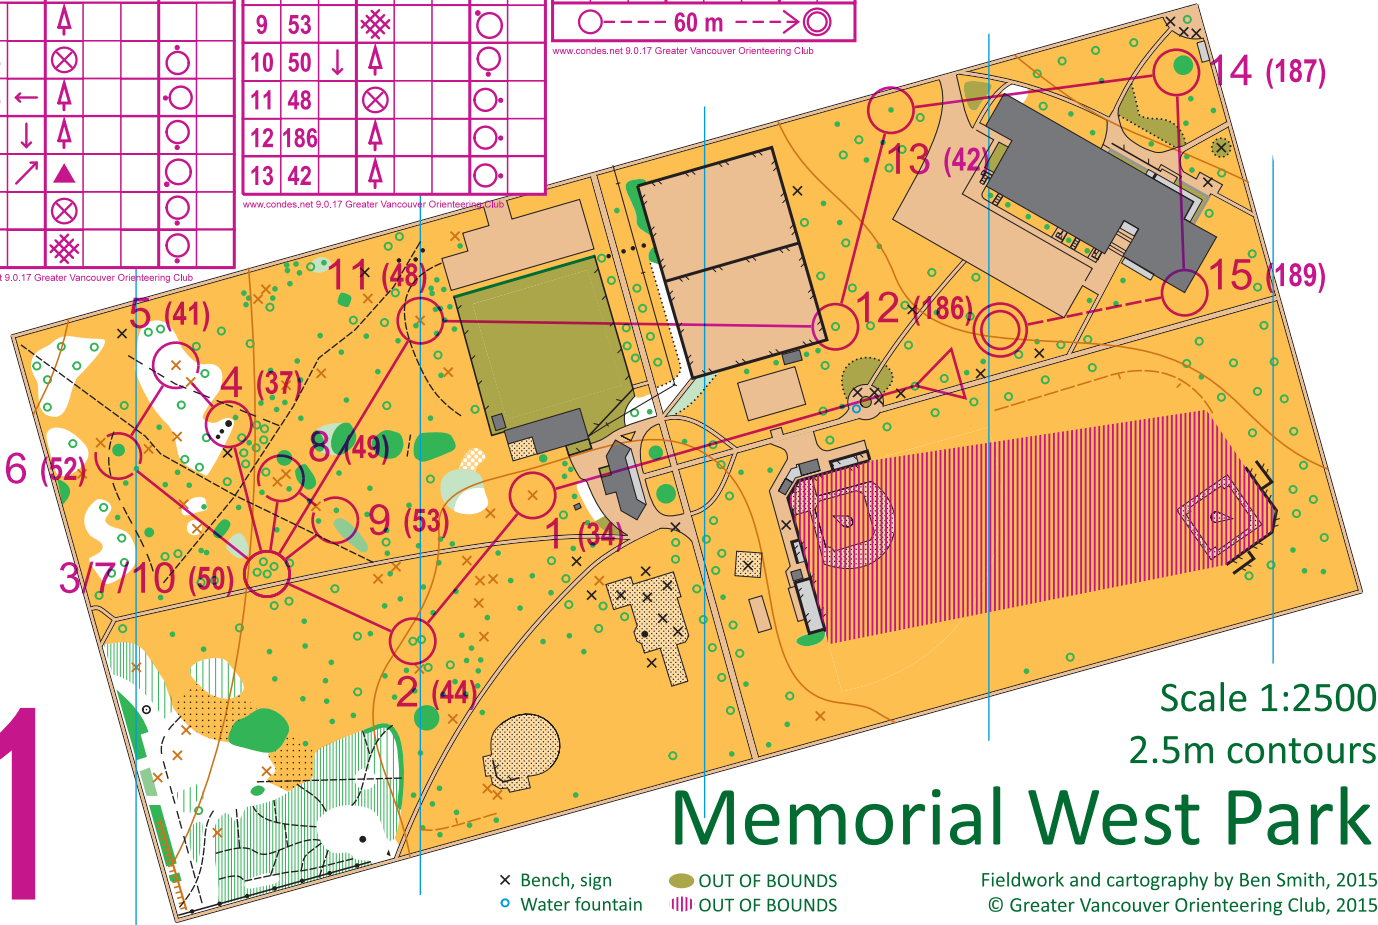 9 53
10 50
11 48
12 186
13 42
60 m
www.condes.net 9.0.17 Greater Vancouver Orienteering Club
www.condes.net 9.0.17 Greater Vancouver Orienteering Club
9.0.17 Greater Vancouver Orienteering Club
14 (187)
13 (42)
15 (189)
11 (48)
12 (186)
5 (41)
4 (37)
8 (49)
6 (52)
9 (53)
1 (34)
3/7/10 (50)
2 (44)
1
Scale 1:2500
2.5m contours
Memorial West Park
Bench, sign
OUT OF BOUNDS
Fieldwork and cartography by Ben Smith, 2015
Water fountain
OUT OF BOUNDS
© Greater Vancouver Orienteering Club, 2015